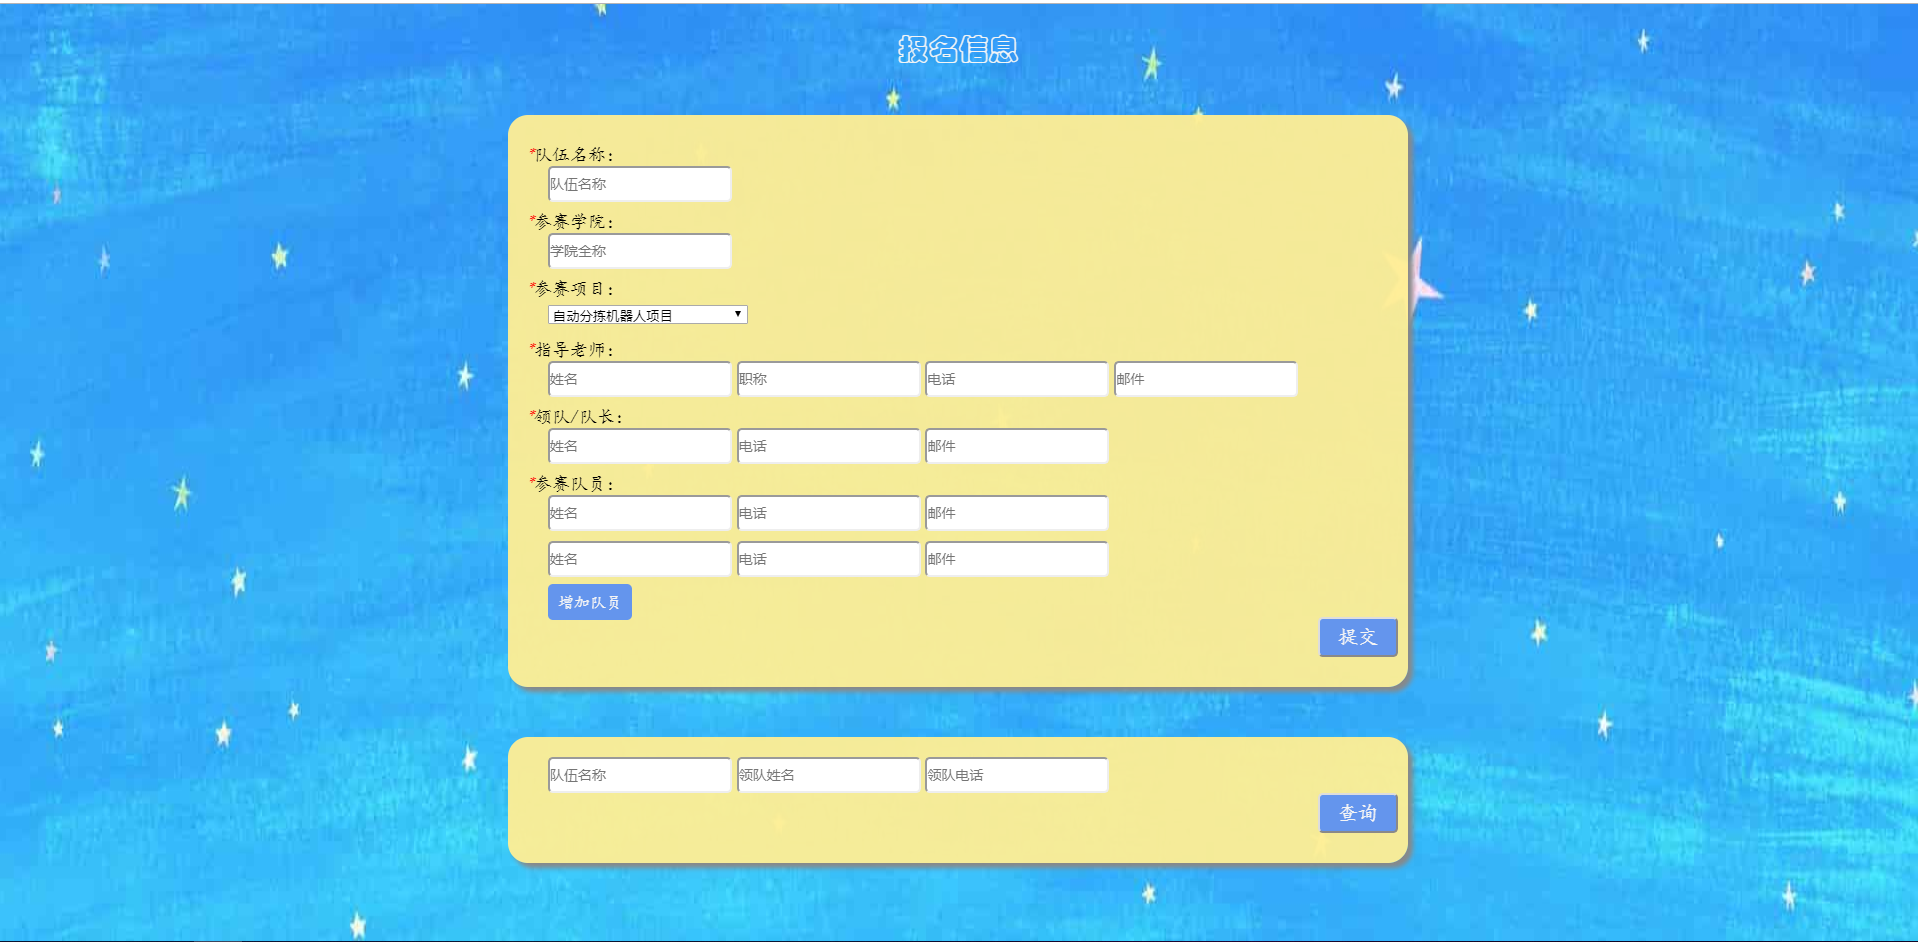 报名信息
*队伍名称:
队伍名称
*参赛学院:
学院全称
*参赛项目:
自动分拣机器人项目
*指导老师:
姓名 职称 电话 邮件
*领队/队长:
姓名 电话 邮件
*参赛队员:
姓名 电话 邮件
姓名 电话 邮件
增加队员
提交
队伍名称 领队姓名 领队电话
查询